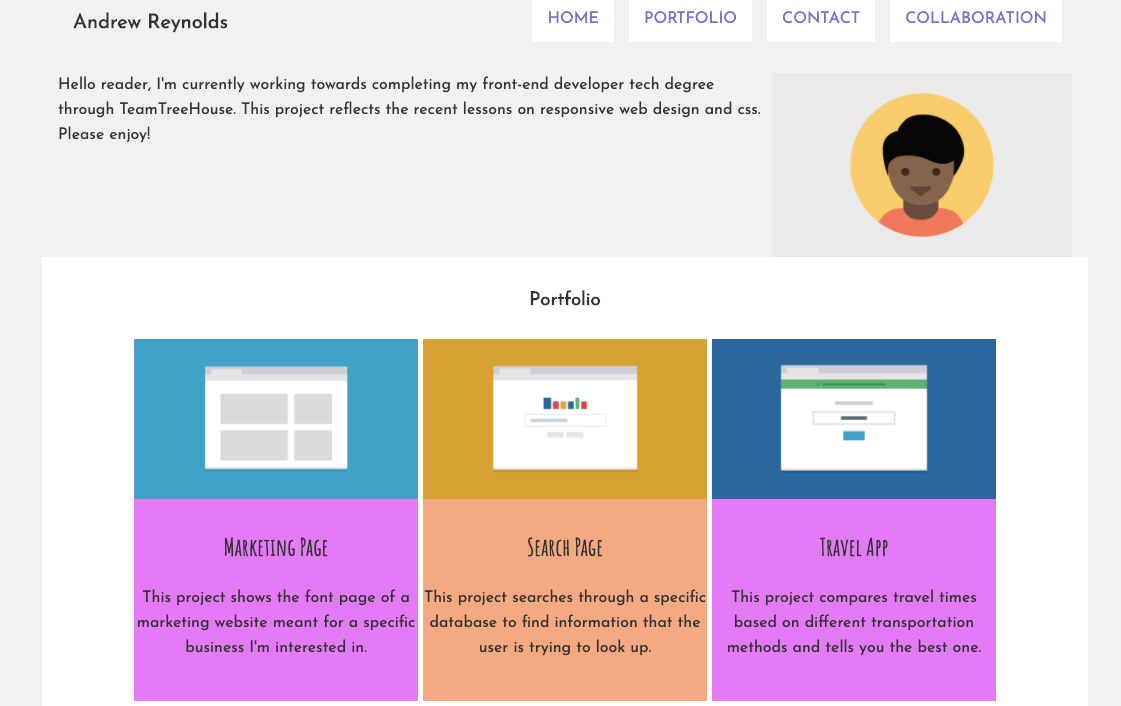 Andrew Reynolds
HOME PORTFOLIO CONTACT COLLABORATION
Hello reader, I'm currently working towards completing my front-end developer tech degree
through TeamTreeHouse. This project reflects the recent lessons on responsive web design and css.
Please enjoy!
Portfolio
Marketing Page
This project shows the font page of a
marketing website meant for a specific
business I'm interested in.
Search Page
This project searches through a specific
database to find information that the
user is trying to look up.
Travel App
This project compares travel times
based on different transportation
methods and tells you the best one.